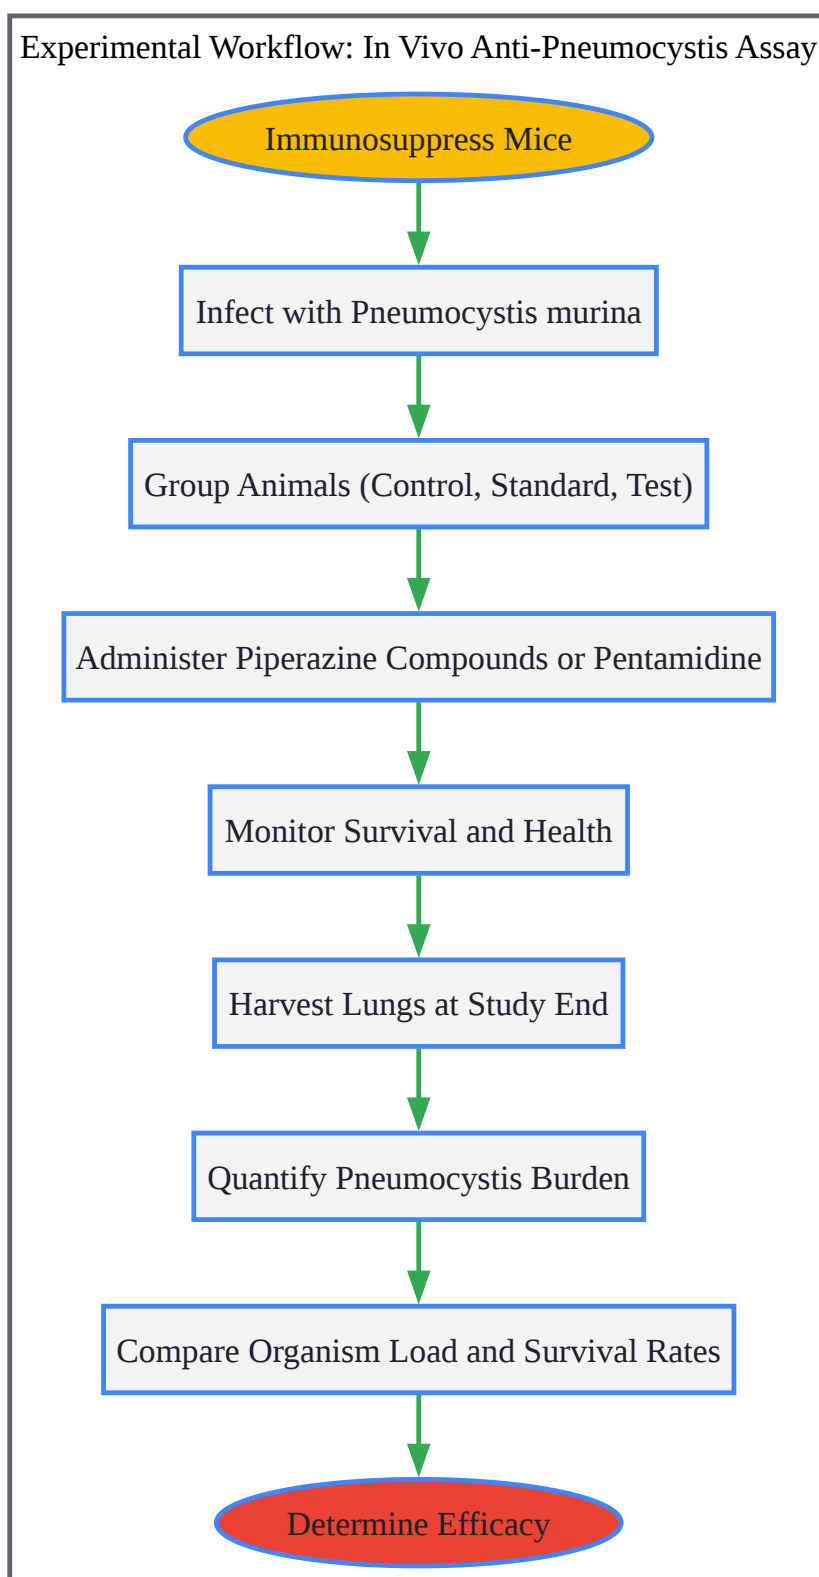 Experimental Workflow: In Vivo Anti-Pneumocystis Assay
Immunosuppress Mice
Infect with Pneumocystis murina
Group Animals (Control, Standard, Test)
Administer Piperazine Compounds or Pentamidine
Monitor Survival and Health
Harvest Lungs at Study End
Quantify Pneumocystis Burden
Compare Organism Load and Survival Rates
Determine Efficacy